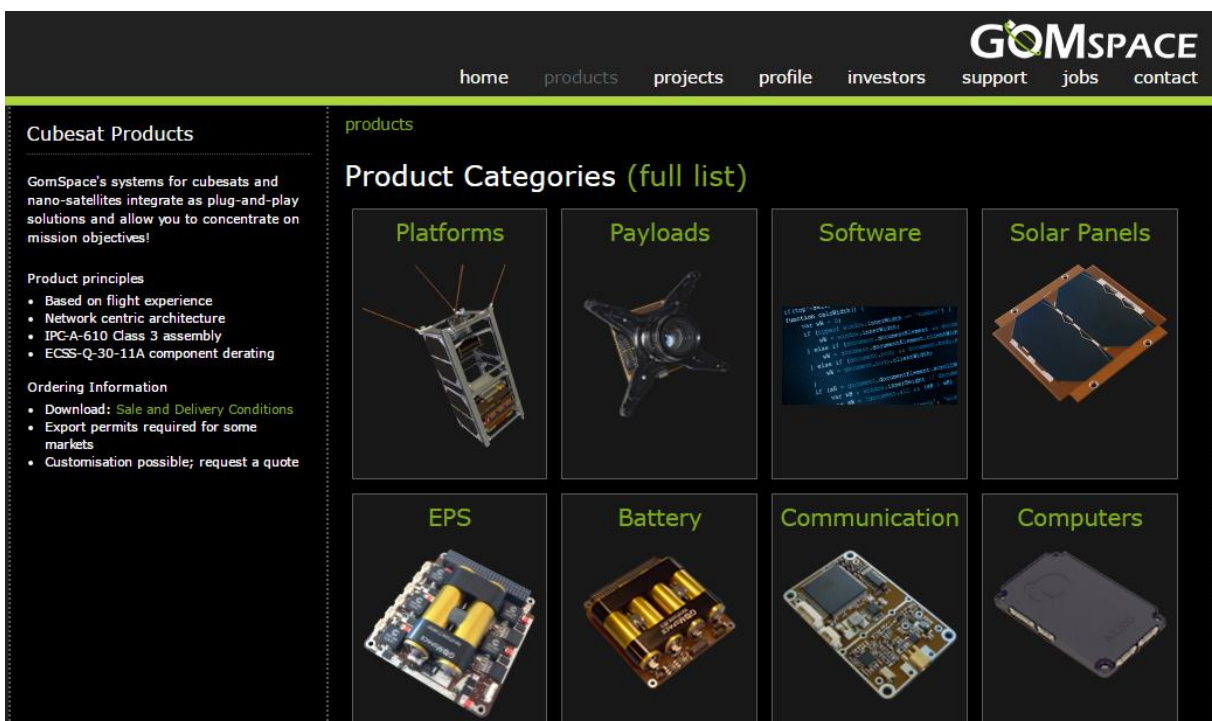 GOMSPACE
home products projects profile investors support jobs contact
Cubesat Products
GomSpace's systems for cubesats and
nano-satellites integrate as plug-and-play
solutions and allow you to concentrate on
mission objectives!
Product principles
• Based on flight experience
• Network centric architecture
• IPC-A-610 Class 3 assembly
• ECSS-Q-30-11A component derating
Ordering Information
• Download: Sale and Delivery Conditions
• Export permits required for some
markets
• Customisation possible; request a quote
products
Product Categories (full list)
Platforms
Payloads
Software
Solar Panels
EPS
Battery
Communication
Computers
GOMSPACE
GOMSPACE